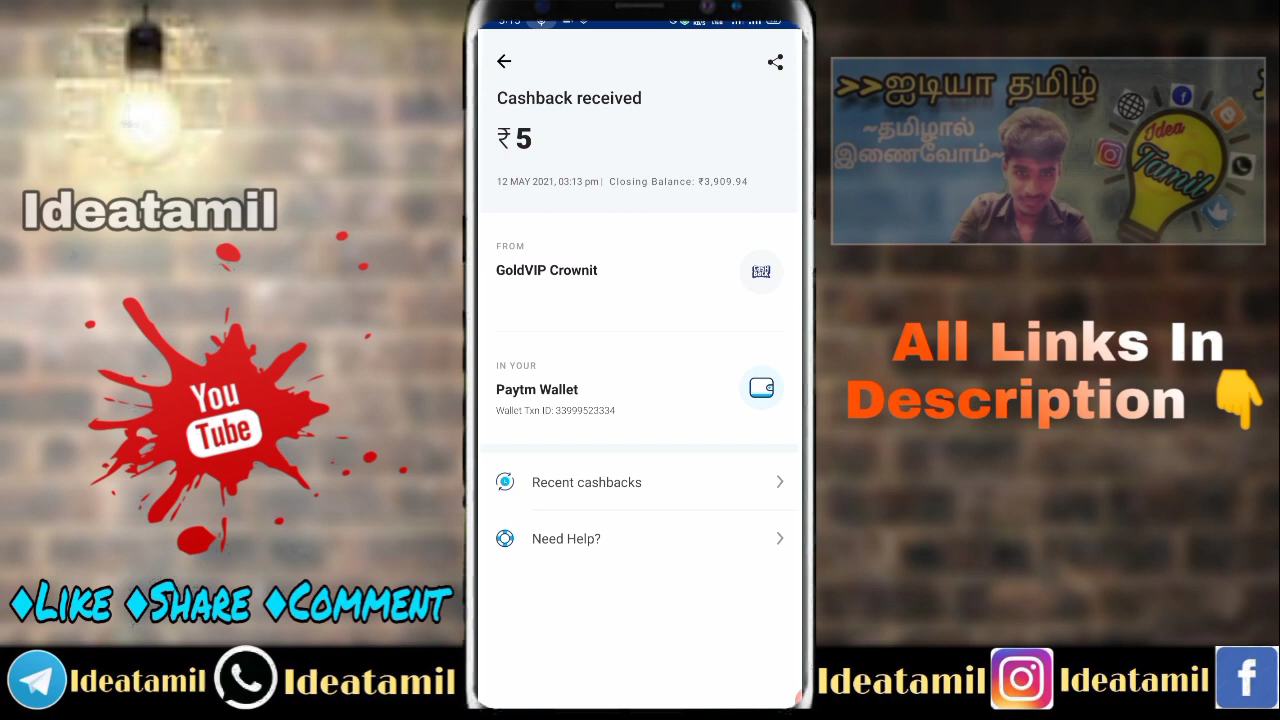 Ideatamil
You
Tube
♦LIKE ♦SHARE ♦COMMENT
Ideatamil
Ideatamil
Cashback received
₹ 5
12 MAY 2021, 03:13 pm | Closing Balance: ₹3,909.94
FROM
GoldVIP Crownit
IN YOUR
Paytm Wallet
Wallet Txn ID: 33999523334
Recent cashbacks
Need Help?
>>ஐடியா தமிழ்
~தமிழால்
இணைவோம்~
Idea
Tamil
All Links In
Description 👇
Ideatamil
Ideatamil